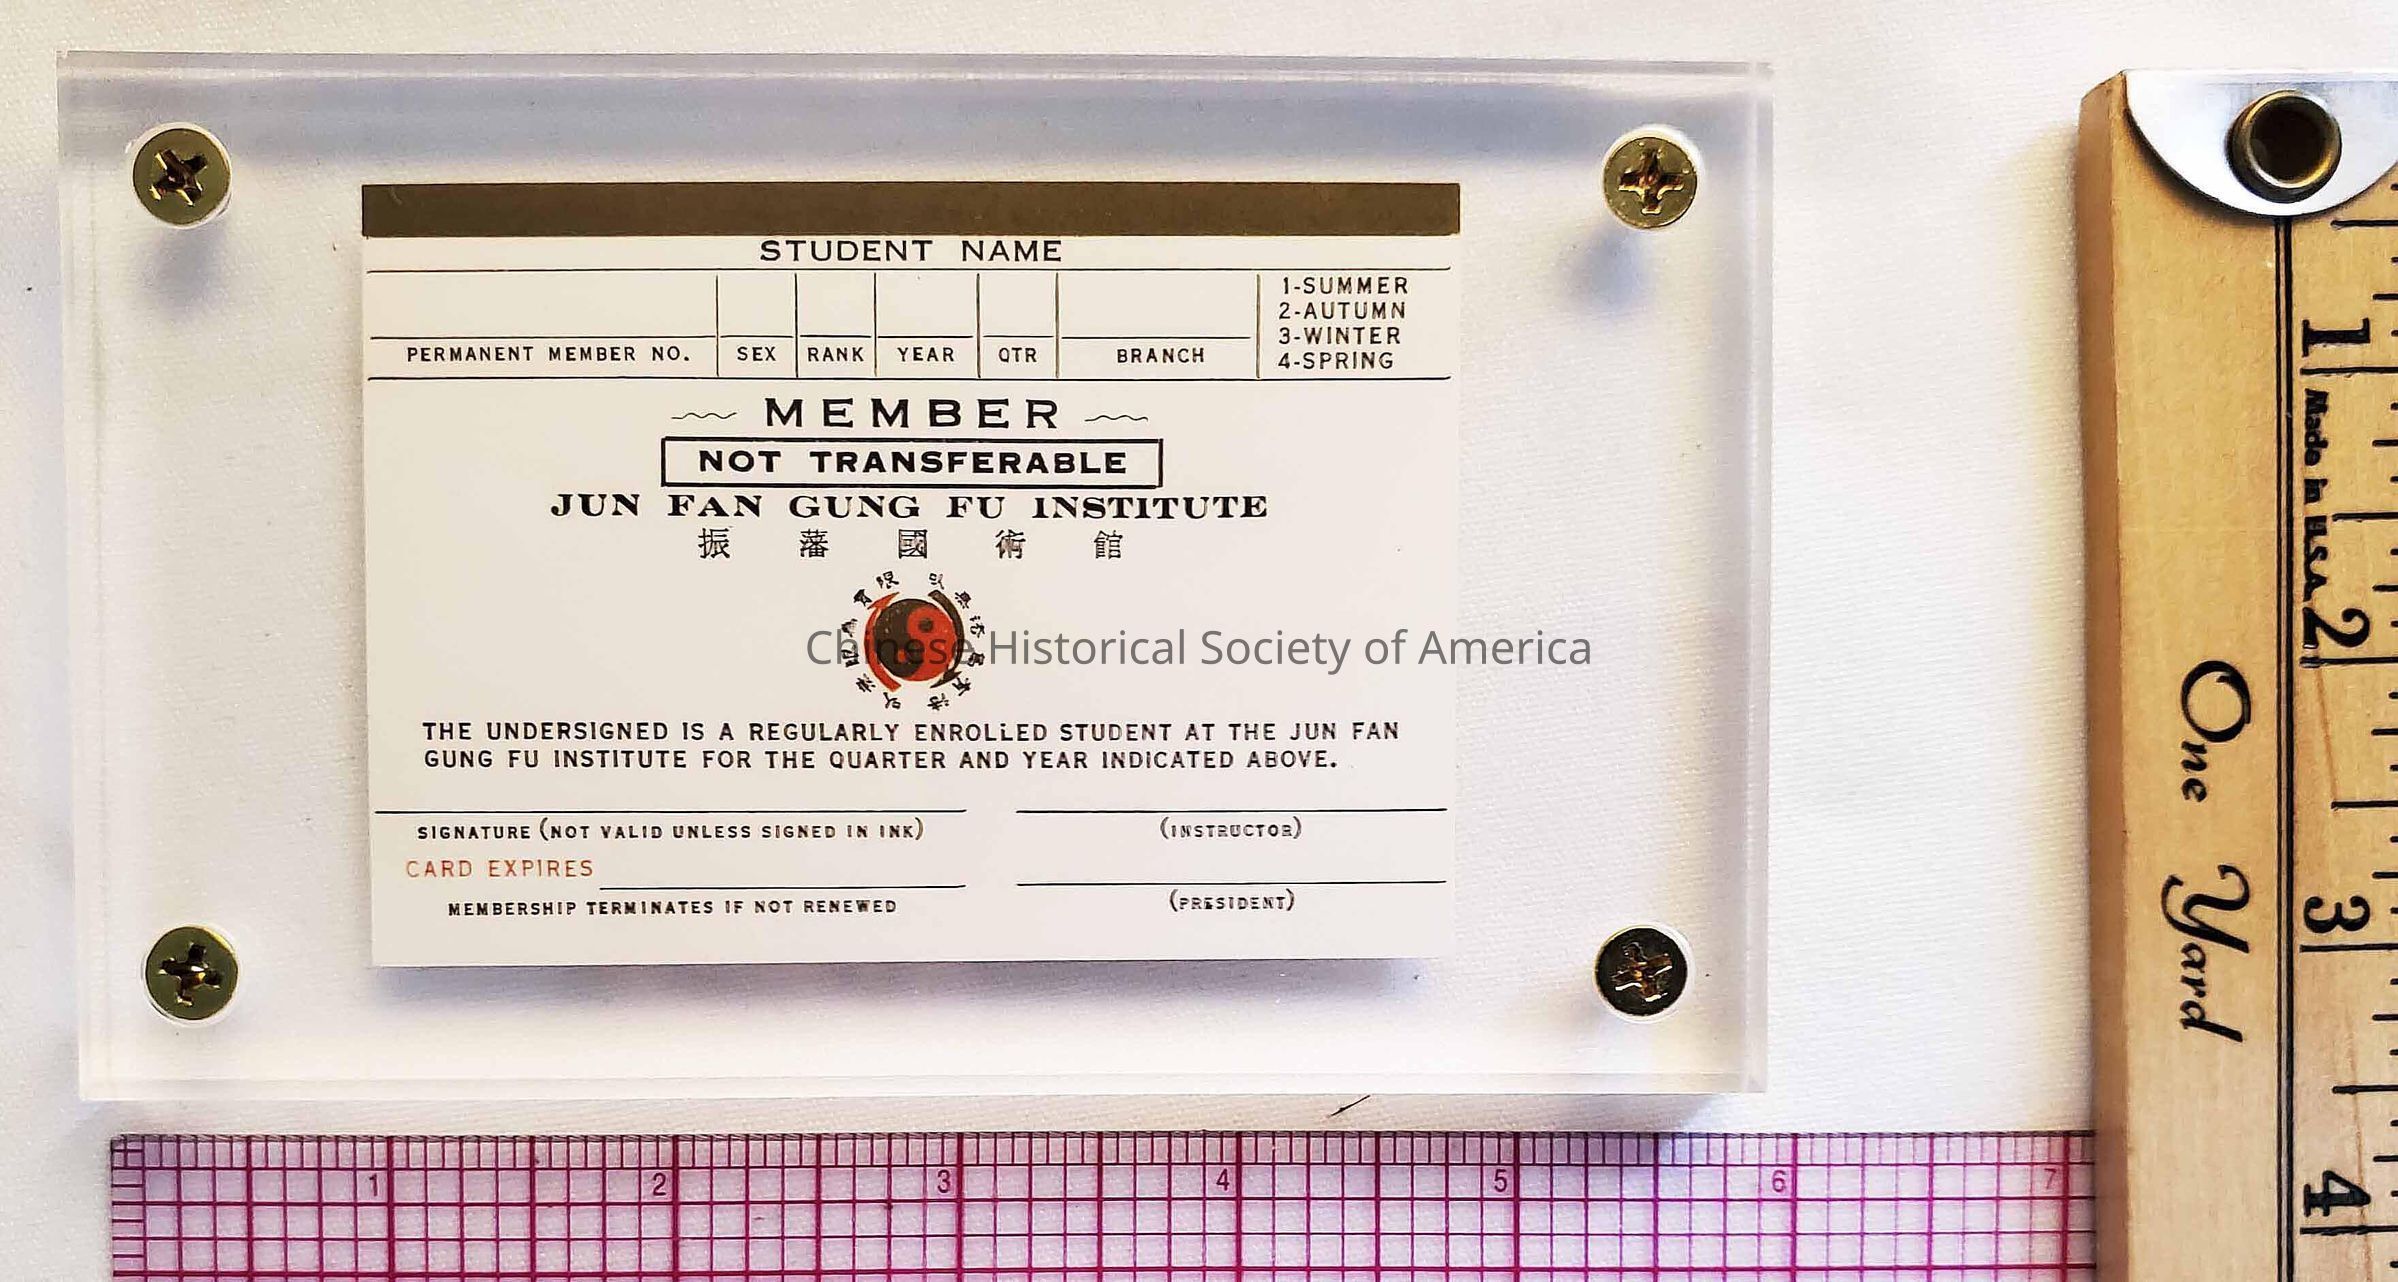 STUDENT NAME
PERMANENT MEMBER NO. SEX RANK YEAR QTR BRANCH
1-SUMMER
2-AUTUMN
3-WINTER
4-SPRING
MEMBER
NOT TRANSFERABLE
JUN FAN GUNG FU INSTITUTE
振藩國術館
Chinese Historical Society of America
THE UNDERSIGNED IS A REGULARLY ENROLLED STUDENT AT THE JUN FAN
GUNG FU INSTITUTE FOR THE QUARTER AND YEAR INDICATED ABOVE.
SIGNATURE (NOT VALID UNLESS SIGNED IN INK) (INSTRUCTOR)
CARD EXPIRES
MEMBERSHIP TERMINATES IF NOT RENEWED (PRESIDENT)
1 2 3 4 5 6 7
1 2 3 4
Made in U.S.A.
One Yard